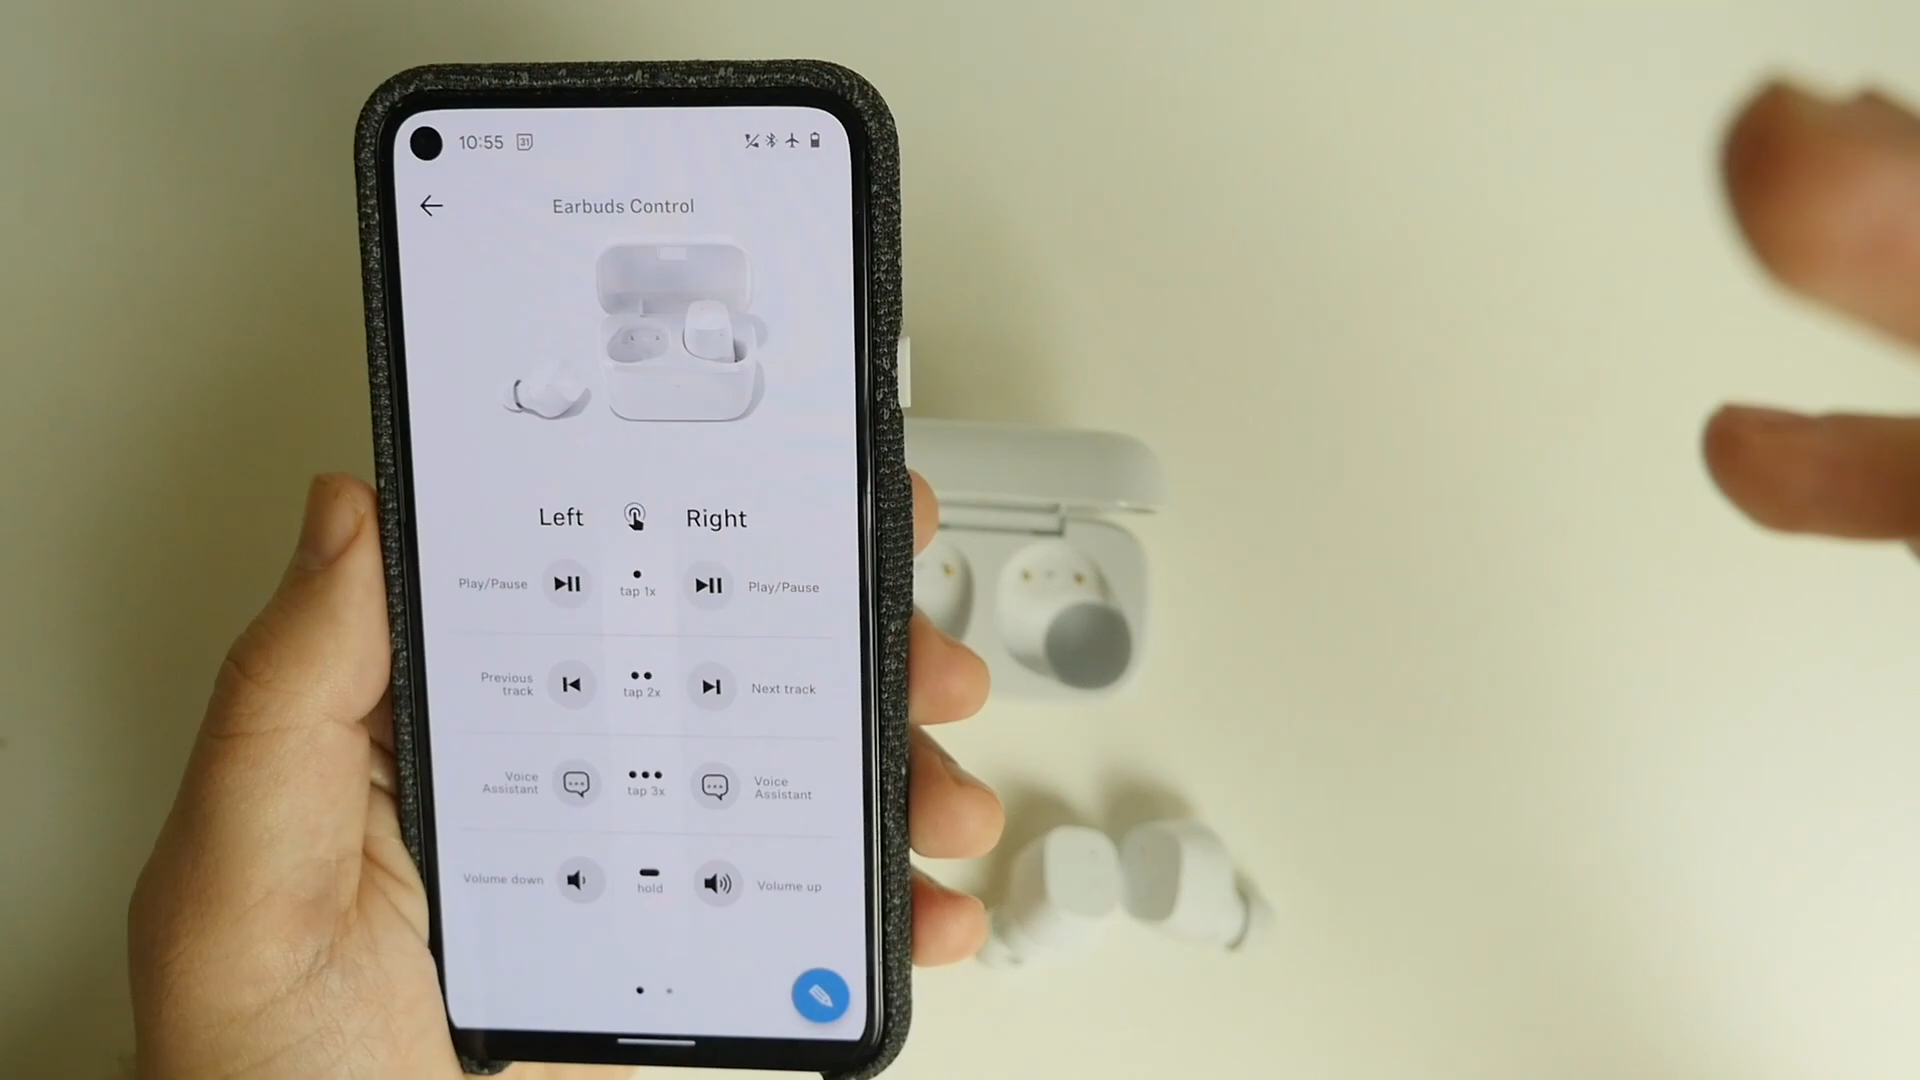 10:55 31
Earbuds Control
Left Right
Play/Pause tap 1x Play/Pause
Previous
track tap 2x Next track
Voice
Assistant tap 3x Voice
Assistant
Volume down hold Volume up